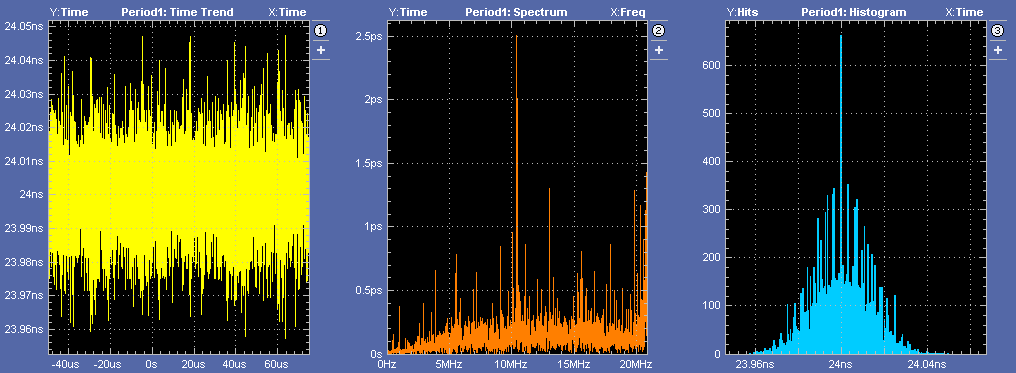 Y:Time Period1: Time Trend X:Time
24.05ns
1
24.04ns
+
24.03ns
24.02ns
24.01ns
24ns
23.99ns
23.98ns
23.97ns
23.96ns
-40us -20us 0s 20us 40us 60us
Y:Time Period1: Spectrum X:Freq
2.5ps
2
+
2ps
1.5ps
1ps
0.5ps
0s
0Hz 5MHz 10MHz 15MHz 20MHz
Y:Hits Period1: Histogram X:Time
3
+
600
500
400
300
200
100
0
23.96ns 24ns 24.04ns